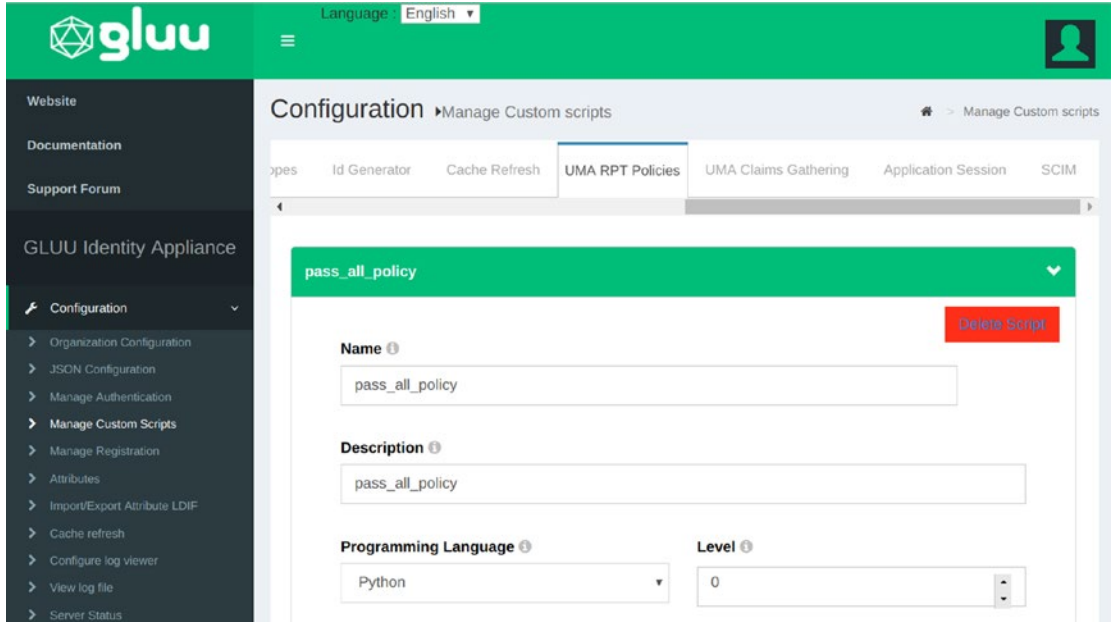 gluu
Language : English
Website
Documentation
Support Forum
GLUU Identity Appliance
Configuration
Organization Configuration
JSON Configuration
Manage Authentication
Manage Custom Scripts
Manage Registration
Attributes
Import/Export Attribute LDIF
Cache refresh
Configure log viewer
View log file
Server Status
Configuration Manage Custom scripts
> Manage Custom scripts
opes Id Generator Cache Refresh UMA RPT Policies UMA Claims Gathering Application Session SCIM
pass_all_policy
Delete Script
Name
pass_all_policy
Description
pass_all_policy
Programming Language Level
Python 0